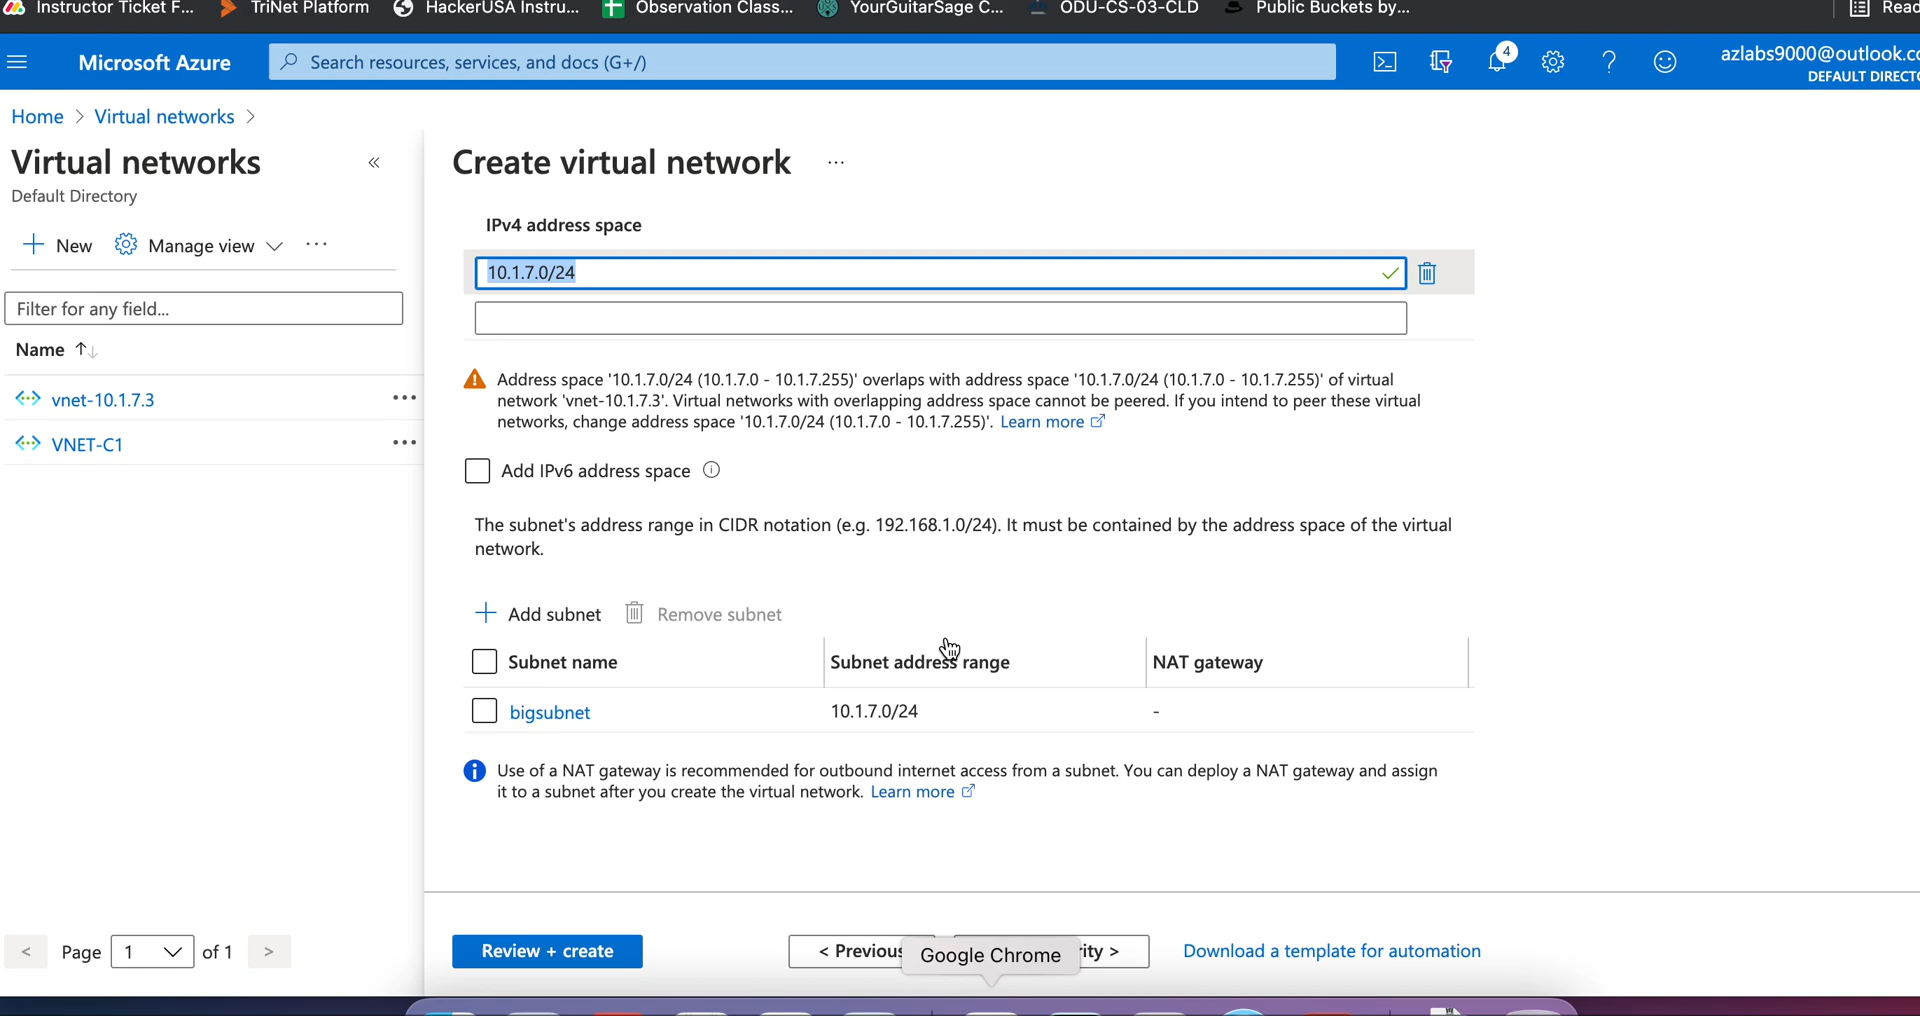 Instructor Ticket F...
TriNet Platform
HackerUSA Instru...
Observation Class...
YourGuitarSage C...
ODU-CS-03-CLD
Public Buckets by...
Microsoft Azure
Search resources, services, and docs (G+/)
4
azlabs9000@outlook.co
DEFAULT DIRECTO
Home > Virtual networks >
Virtual networks
«
Default Directory
+ New
Manage view
...
Filter for any field...
Name ↑↓
vnet-10.1.7.3 ...
VNET-C1 ...
< Page 1 of 1 >
Create virtual network ...
IPv4 address space
10.1.7.0/24
Address space '10.1.7.0/24 (10.1.7.0 - 10.1.7.255)' overlaps with address space '10.1.7.0/24 (10.1.7.0 - 10.1.7.255)' of virtual
network 'vnet-10.1.7.3'. Virtual networks with overlapping address space cannot be peered. If you intend to peer these virtual
networks, change address space '10.1.7.0/24 (10.1.7.0 - 10.1.7.255)'. Learn more
Add IPv6 address space
The subnet's address range in CIDR notation (e.g. 192.168.1.0/24). It must be contained by the address space of the virtual
network.
+ Add subnet
Remove subnet
Subnet name
Subnet address range
NAT gateway
bigsubnet
10.1.7.0/24
-
Use of a NAT gateway is recommended for outbound internet access from a subnet. You can deploy a NAT gateway and assign
it to a subnet after you create the virtual network. Learn more
Review + create
< Previous
Google Chrome
rity >
Download a template for automation